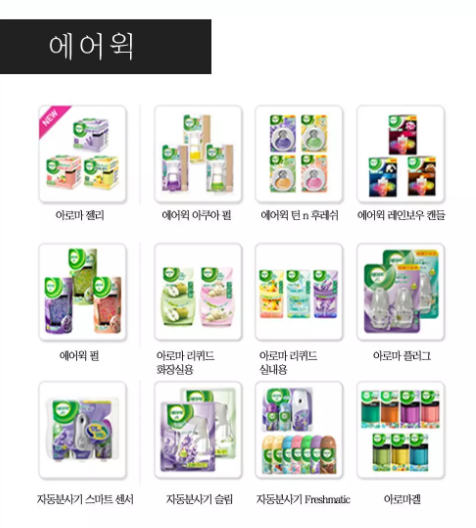 에어윅
NEW
아로마 젤리
에어윅 아쿠아 펄
에어윅 턴 n 후레쉬
에어윅 레인보우 캔들
에어윅 펄
아로마 리퀴드
화장실용
아로마 리퀴드
실내용
아로마 플러그
자동분사기 스마트 센서
자동분사기 슬림
자동분사기 Freshmatic
아로마겔